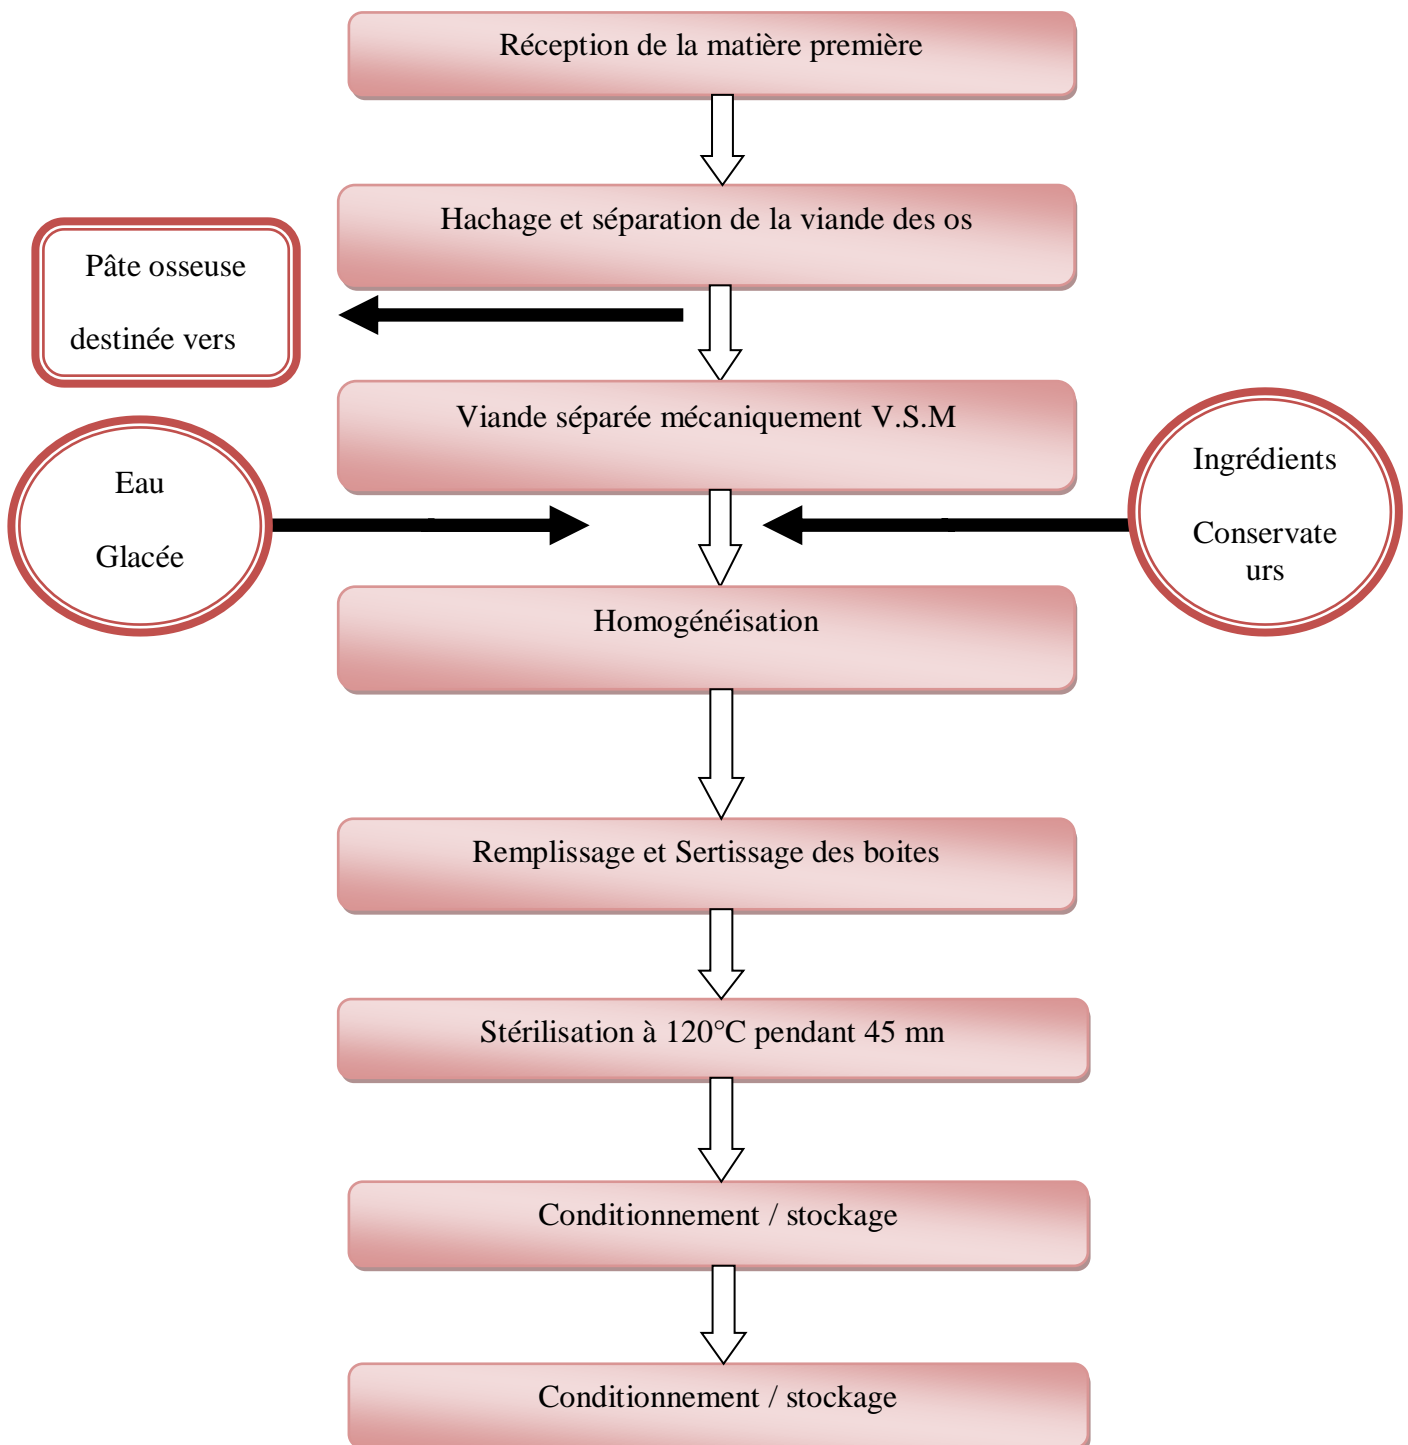 Réception de la matière première
Hachage et séparation de la viande des os
Pâte osseuse
destinée vers
Viande séparée mécaniquement V.S.M
Eau
Glacée
Ingrédients
Conservate
urs
Homogénéisation
Remplissage et Sertissage des boites
Stérilisation à 120°C pendant 45 mn
Conditionnement / stockage
Conditionnement / stockage